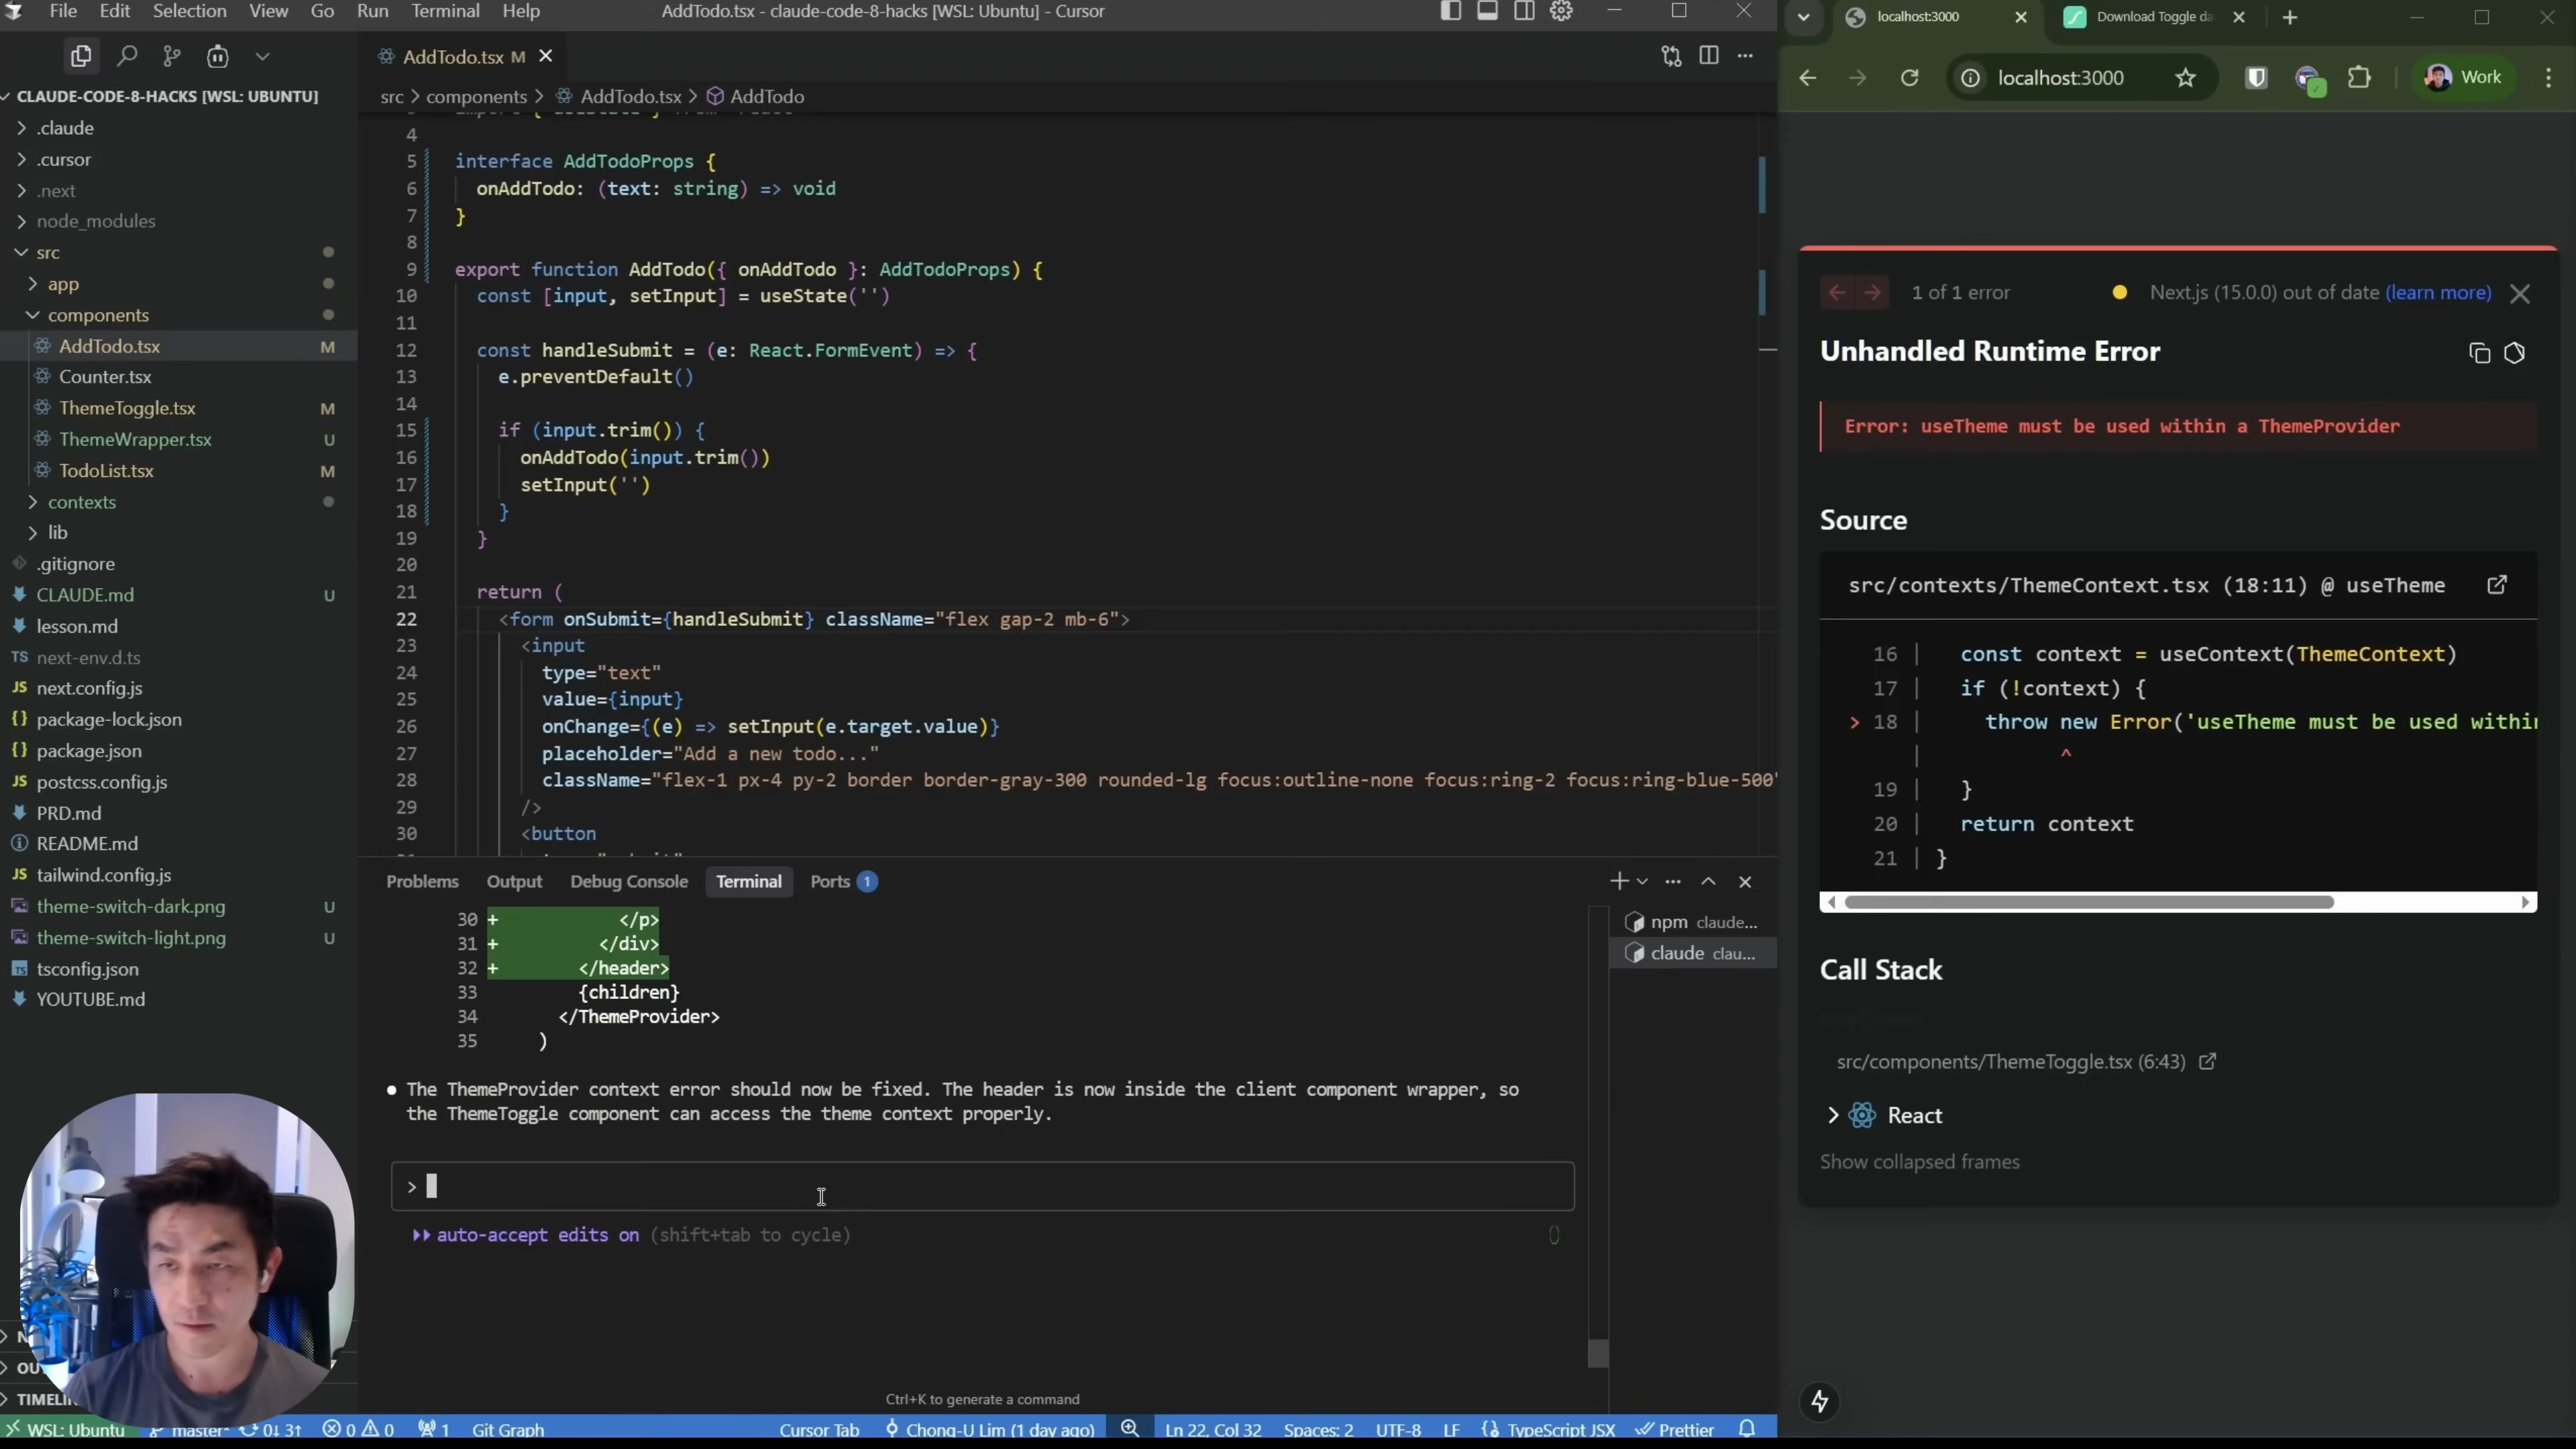 File Edit Selection View Go Run Terminal Help
AddTodo.tsx - claude-code-8-hacks [WSL: Ubuntu] - Cursor
CLAUDE-CODE-8-HACKS [WSL: UBUNTU]
.claude
.cursor
.next
node_modules
src
app
components
AddTodo.tsx M
Counter.tsx
ThemeToggle.tsx M
ThemeWrapper.tsx U
TodoList.tsx M
contexts
lib
.gitignore
CLAUDE.md U
lesson.md
TS next-env.d.ts
JS next.config.js
{} package-lock.json
{} package.json
JS postcss.config.js
PRD.md
README.md
JS tailwind.config.js
theme-switch-dark.png U
theme-switch-light.png U
TS tsconfig.json
YOUTUBE.md
TIMELIN
AddTodo.tsx M
src > components > AddTodo.tsx > AddTodo
4
5 interface AddTodoProps {
6 onAddTodo: (text: string) => void
7 }
8
9 export function AddTodo({ onAddTodo }: AddTodoProps) {
10 const [input, setInput] = useState('')
11
12 const handleSubmit = (e: React.FormEvent) => {
13 e.preventDefault()
14
15 if (input.trim()) {
16 onAddTodo(input.trim())
17 setInput('')
18 }
19 }
20
21 return (
22 <form onSubmit={handleSubmit} className="flex gap-2 mb-6">
23 <input
24 type="text"
25 value={input}
26 onChange={(e) => setInput(e.target.value)}
27 placeholder="Add a new todo..."
28 className="flex-1 px-4 py-2 border border-gray-300 rounded-lg focus:outline-none focus:ring-2 focus:ring-blue-500"
29 />
30 <button
Problems Output Debug Console Terminal Ports 1
30 + </p>
31 + </div>
32 + </header>
33 {children}
34 </ThemeProvider>
35 )
npm claude...
claude clau...
● The ThemeProvider context error should now be fixed. The header is now inside the client component wrapper, so
the ThemeToggle component can access the theme context properly.
>
auto-accept edits on (shift+tab to cycle)
Ctrl+K to generate a command
WSL: Ubuntu master* 0↓ 3↑ 0 0 1 Git Graph Cursor Tab Chong-U Lim (1 day ago) Ln 22, Col 32 Spaces: 2 UTF-8 LF {} TypeScript JSX Prettier
localhost:3000
Download Toggle da
localhost:3000
Work
1 of 1 error
Next.js (15.0.0) out of date (learn more)
Unhandled Runtime Error
Error: useTheme must be used within a ThemeProvider
Source
src/contexts/ThemeContext.tsx (18:11) @ useTheme
16 | const context = useContext(ThemeContext)
17 | if (!context) {
> 18 | throw new Error('useTheme must be used within
| ^
19 | }
20 | return context
21 | }
Call Stack
src/components/ThemeToggle.tsx (6:43)
React
Show collapsed frames